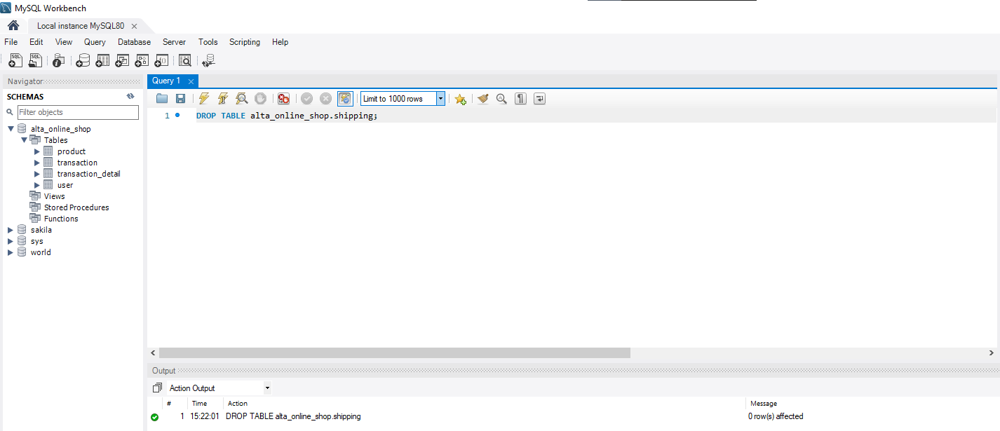 MySQL Workbench
Local instance MySQL80
File Edit View Query Database Server Tools Scripting Help
Navigator
SCHEMAS
Filter objects
alta_online_shop
Tables
product
transaction
transaction_detail
user
Views
Stored Procedures
Functions
sakila
sys
world
Query 1
Limit to 1000 rows
1 DROP TABLE alta_online_shop.shipping;
Output
Action Output
# Time Action Message
1 15:22:01 DROP TABLE alta_online_shop.shipping 0 row(s) affected